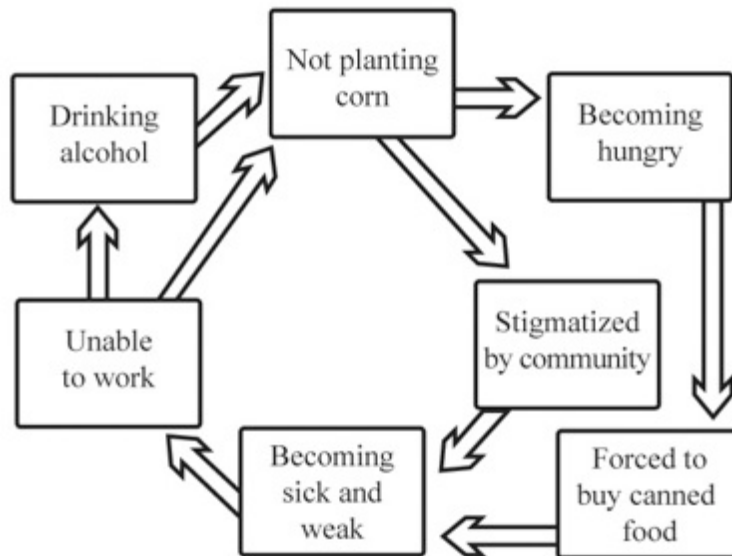 Not planting
corn
Drinking
alcohol
Becoming
hungry
Unable
to work
Stigmatized
by community
Becoming
sick and
weak
Forced to
buy canned
food